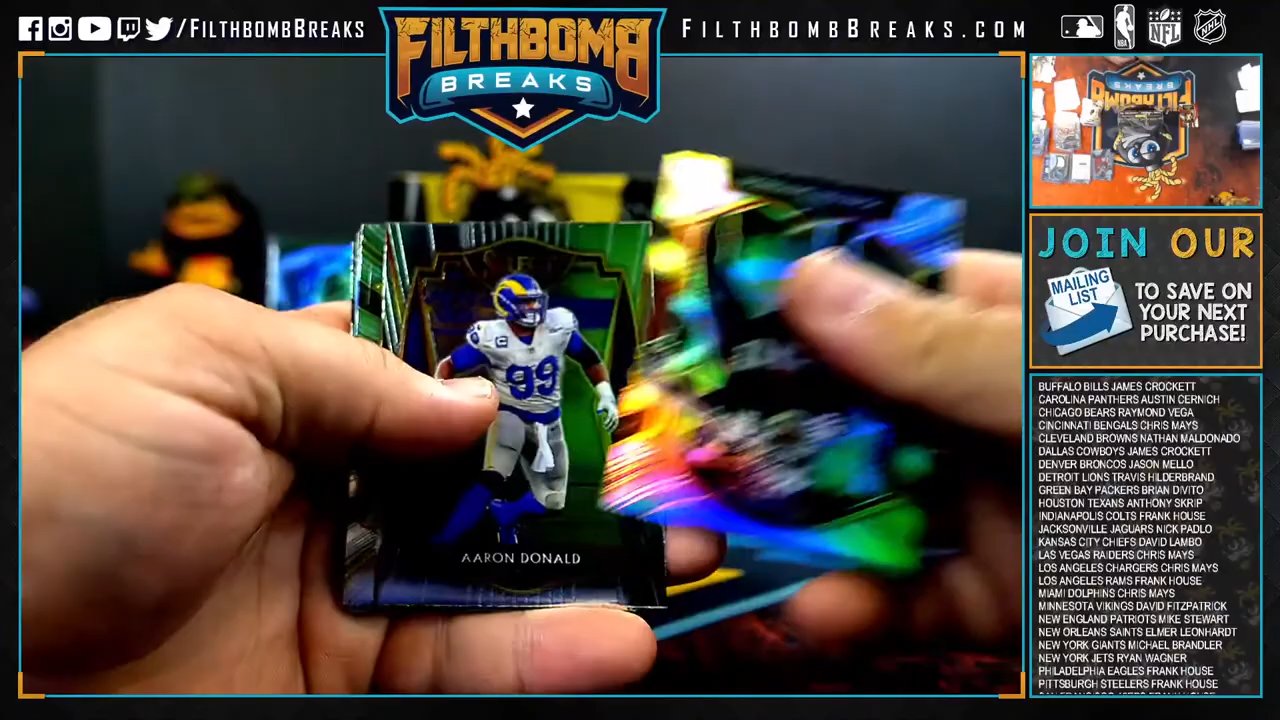 /FILTHBOMBBREAKS
FILTHBOMB
BREAKS
FILTHBOMBBREAKS.COM
MLB
NBA
NFL
NHL
JOIN OUR
MAILING
LIST
TO SAVE ON
YOUR NEXT
PURCHASE!
SELECT
99
AARON DONALD
BUFFALO BILLS JAMES CROCKETT
CAROLINA PANTHERS AUSTIN CERNICH
CHICAGO BEARS RAYMOND VEGA
CINCINNATI BENGALS CHRIS MAYS
CLEVELAND BROWNS NATHAN MALDONADO
DALLAS COWBOYS JAMES CROCKETT
DENVER BRONCOS JASON MELLO
DETROIT LIONS TRAVIS HILDERBRAND
GREEN BAY PACKERS BRIAN DIVITO
HOUSTON TEXANS ANTHONY SKRIP
INDIANAPOLIS COLTS FRANK HOUSE
JACKSONVILLE JAGUARS NICK PADLO
KANSAS CITY CHIEFS DAVID LAMBO
LAS VEGAS RAIDERS CHRIS MAYS
LOS ANGELES CHARGERS CHRIS MAYS
LOS ANGELES RAMS FRANK HOUSE
MIAMI DOLPHINS CHRIS MAYS
MINNESOTA VIKINGS DAVID FITZPATRICK
NEW ENGLAND PATRIOTS MIKE STEWART
NEW ORLEANS SAINTS ELMER LEONHARDT
NEW YORK GIANTS MICHAEL BRANDLER
NEW YORK JETS RYAN WAGNER
PHILADELPHIA EAGLES FRANK HOUSE
PITTSBURGH STEELERS FRANK HOUSE